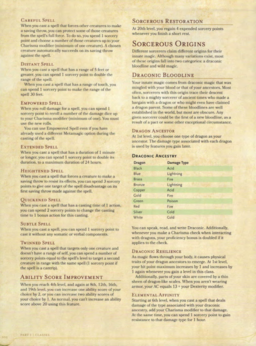 CAREFUL SPELL
When you cast a spell that forces other creatures to make
a saving throw, you can protect some of those creatures
from the spell's full force. To do so, you spend 1 sorcery
point and choose a number of those creatures up to your
Charisma modifier (minimum of one creature). A chosen
creature automatically succeeds on its saving throw
against the spell.
DISTANT SPELL
When you cast a spell that has a range of 5 feet or
greater, you can spend 1 sorcery point to double the
range of the spell.
When you cast a spell that has a range of touch, you
can spend 1 sorcery point to make the range of the
spell 30 feet.
EMPOWERED SPELL
When you roll damage for a spell, you can spend 1
sorcery point to reroll a number of the damage dice up
to your Charisma modifier (minimum of one). You must
use the new rolls.
You can use Empowered Spell even if you have
already used a different Metamagic option during the
casting of the spell.
EXTENDED SPELL
When you cast a spell that has a duration of 1 minute
or longer, you can spend 1 sorcery point to double its
duration, to a maximum duration of 24 hours.
HEIGHTENED SPELL
When you cast a spell that forces a creature to make a
saving throw to resist its effects, you can spend 3 sorcery
points to give one target of the spell disadvantage on its
first saving throw made against the spell.
QUICKENED SPELL
When you cast a spell that has a casting time of 1 action,
you can spend 2 sorcery points to change the casting
time to 1 bonus action for this casting.
SUBTLE SPELL
When you cast a spell, you can spend 1 sorcery point to
cast it without any somatic or verbal components.
TWINNED SPELL
When you cast a spell that targets only one creature and
doesn't have a range of self, you can spend a number of
sorcery points equal to the spell's level to target a second
creature in range with the same spell (1 sorcery point if
the spell is a cantrip).
ABILITY SCORE IMPROVEMENT
When you reach 4th level, and again at 8th, 12th, 16th,
and 19th level, you can increase one ability score of your
choice by 2, or you can increase two ability scores of
your choice by 1. As normal, you can't increase an ability
score above 20 using this feature.
SORCEROUS RESTORATION
At 20th level, you regain 4 expended sorcery points
whenever you finish a short rest.
SORCEROUS ORIGINS
Different sorcerers claim different origins for their
innate magic. Although many variations exist, most
of these origins fall into two categories: a draconic
bloodline and wild magic.
DRACONIC BLOODLINE
Your innate magic comes from draconic magic that was
mingled with your blood or that of your ancestors. Most
often, sorcerers with this origin trace their descent
back to a mighty sorcerer of ancient times who made a
bargain with a dragon or who might even have claimed
a dragon parent. Some of these bloodlines are well
established in the world, but most are obscure. Any
given sorcerer could be the first of a new bloodline, as a
result of a pact or some other exceptional circumstance.
DRAGON ANCESTOR
At 1st level, you choose one type of dragon as your
ancestor. The damage type associated with each dragon
is used by features you gain later.
DRACONIC ANCESTRY
Dragon Damage Type
Black Acid
Blue Lightning
Brass Fire
Bronze Lightning
Copper Acid
Gold Fire
Green Poison
Red Fire
Silver Cold
White Cold
You can speak, read, and write Draconic. Additionally,
whenever you make a Charisma check when interacting
with dragons, your proficiency bonus is doubled if it
applies to the check.
DRACONIC RESILIENCE
As magic flows through your body, it causes physical
traits of your dragon ancestors to emerge. At 1st level,
your hit point maximum increases by 1 and increases by
1 again whenever you gain a level in this class.
Additionally, parts of your skin are covered by a thin
sheen of dragon-like scales. When you aren't wearing
armor, your AC equals 13 + your Dexterity modifier.
ELEMENTAL AFFINITY
Starting at 6th level, when you cast a spell that deals
damage of the type associated with your draconic
ancestry, add your Charisma modifier to that damage.
At the same time, you can spend 1 sorcery point to gain
resistance to that damage type for 1 hour.